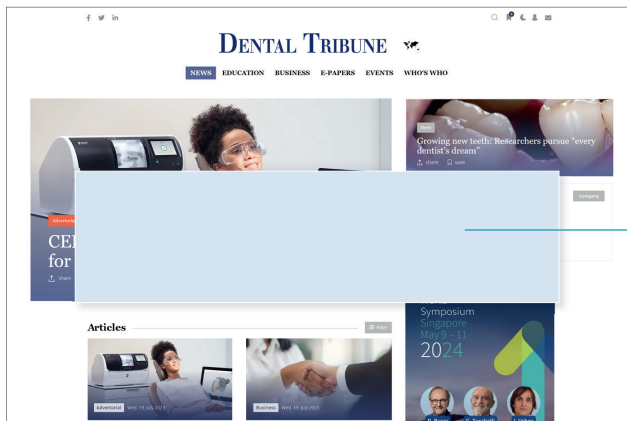 DENTAL TRIBUNE
NEWS EDUCATION BUSINESS E-PAPERS EVENTS WHO'S WHO
Advertorial
for
share
News
Growing new teeth: Researchers pursue "every
dentist's dream"
share save
Company
Articles
Filter
Advertorial Wed. 19. July 2023
Business Wed. 19. July 2023
Symposium
Singapore
May 9 – 11
2024